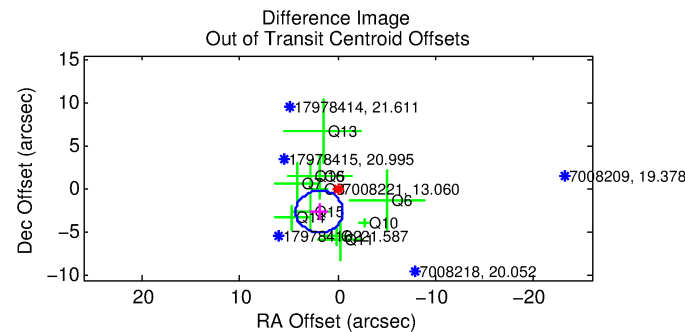 Difference Image
Out of Transit Centroid Offsets
Dec Offset (arcsec)
15
10
5
0
−5
−10
17978414, 21.611
Q13
17978415, 20.995
Q7
7008209, 19.378
7008221, 13.060
Q6
Q15
Q14
Q10
Q11
7008218, 20.052
20
10
0
−10
−20
RA Offset (arcsec)